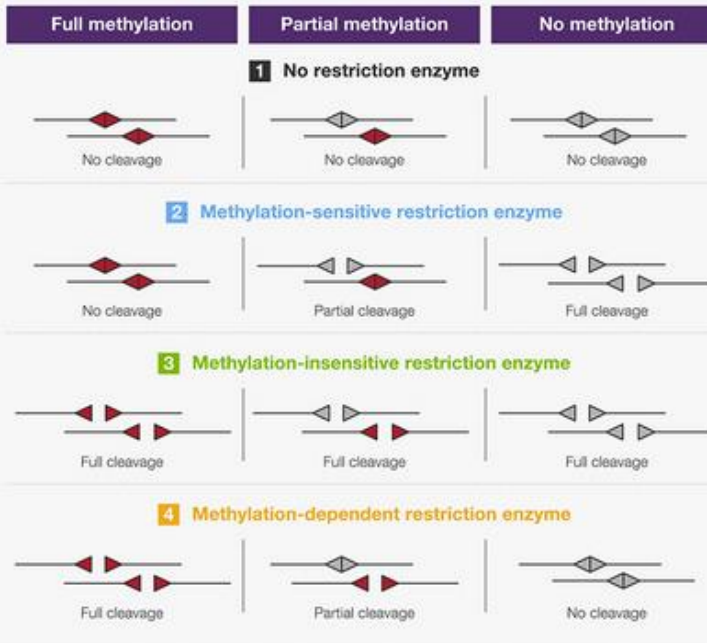 Full methylation Partial methylation No methylation
1 No restriction enzyme
No cleavage No cleavage No cleavage
2 Methylation-sensitive restriction enzyme
No cleavage Partial cleavage Full cleavage
3 Methylation-insensitive restriction enzyme
Full cleavage Full cleavage Full cleavage
4 Methylation-dependent restriction enzyme
Full cleavage Partial cleavage No cleavage